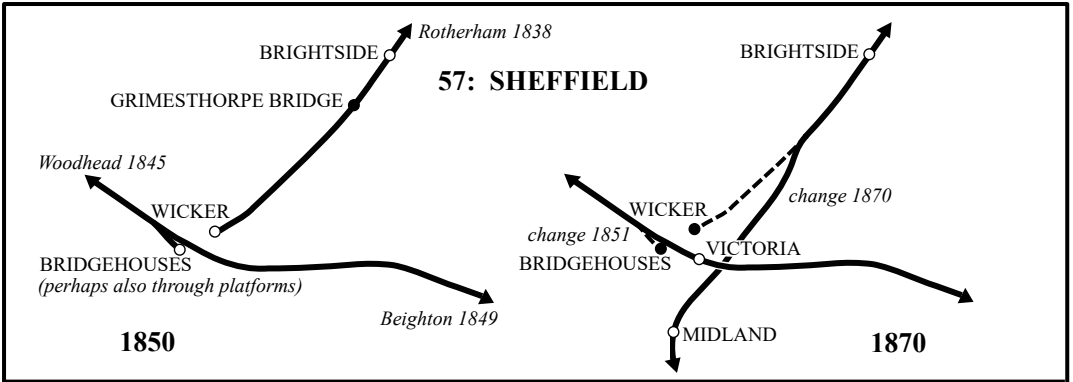 57: SHEFFIELD
Rotherham 1838
BRIGHTSIDE
GRIMESTHORPE BRIDGE
Woodhead 1845
WICKER
BRIDGEHOUSES
(perhaps also through platforms)
Beighton 1849
1850
BRIGHTSIDE
change 1870
WICKER
change 1851
VICTORIA
BRIDGEHOUSES
MIDLAND
1870